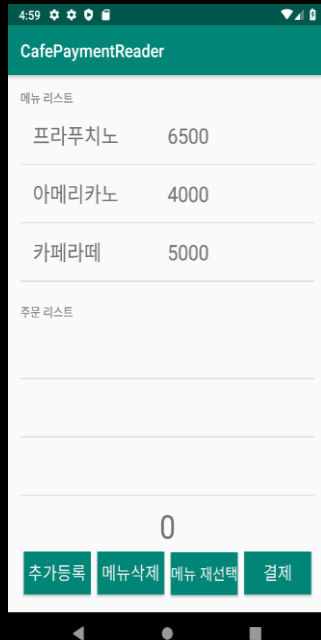 4:59
CafePaymentReader
메뉴 리스트
프라푸치노 6500
아메리카노 4000
카페라떼 5000
주문 리스트
0
추가등록 메뉴삭제 메뉴 재선택 결제